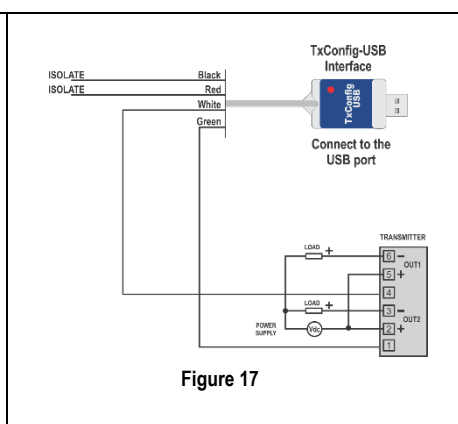 TxConfig-USB
Interface
ISOLATE Black
ISOLATE Red
White
Green
TxConfig
USB
Connect to the
USB port
TRANSMITTER
LOAD + 6 −
OUT1
5 +
4
LOAD + 3 −
OUT2
POWER
SUPPLY
Vdc
2 +
1
Figure 17